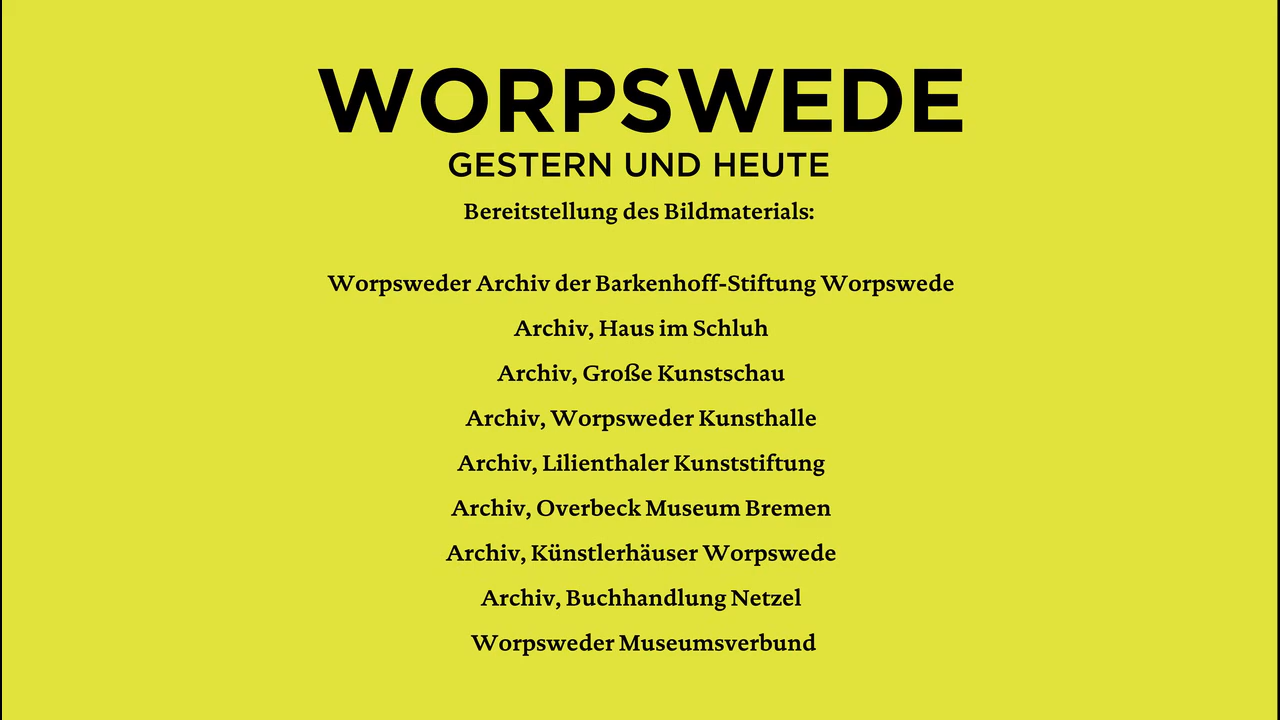 WORPSWEDE
GESTERN UND HEUTE
Bereitstellung des Bildmaterials:
Worpsweder Archiv der Barkenhoff-Stiftung Worpswede
Archiv, Haus im Schluh
Archiv, Große Kunstschau
Archiv, Worpsweder Kunsthalle
Archiv, Lilienthaler Kunststiftung
Archiv, Overbeck Museum Bremen
Archiv, Künstlerhäuser Worpswede
Archiv, Buchhandlung Netzel
Worpsweder Museumsverbund